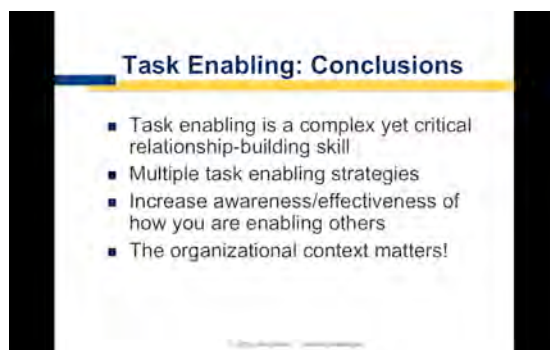 Task Enabling: Conclusions
Task enabling is a complex yet critical
relationship-building skill
Multiple task enabling strategies
Increase awareness/effectiveness of
how you are enabling others
The organizational context matters!